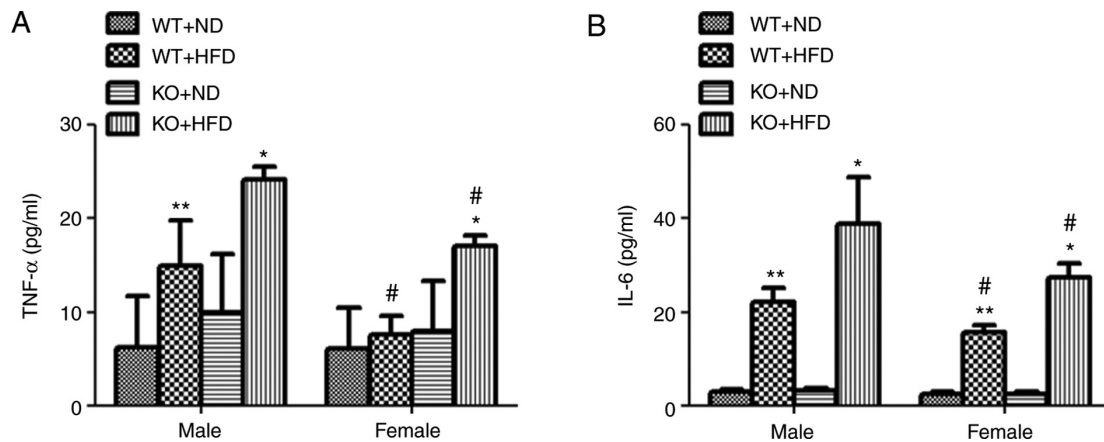 A
WT+ND
WT+HFD
KO+ND
KO+HFD
30
20
10
0
TNF-α (pg/ml)
**
*
#
#
*
Male
Female
B
WT+ND
WT+HFD
KO+ND
KO+HFD
60
40
20
0
IL-6 (pg/ml)
**
*
#
**
#
*
Male
Female